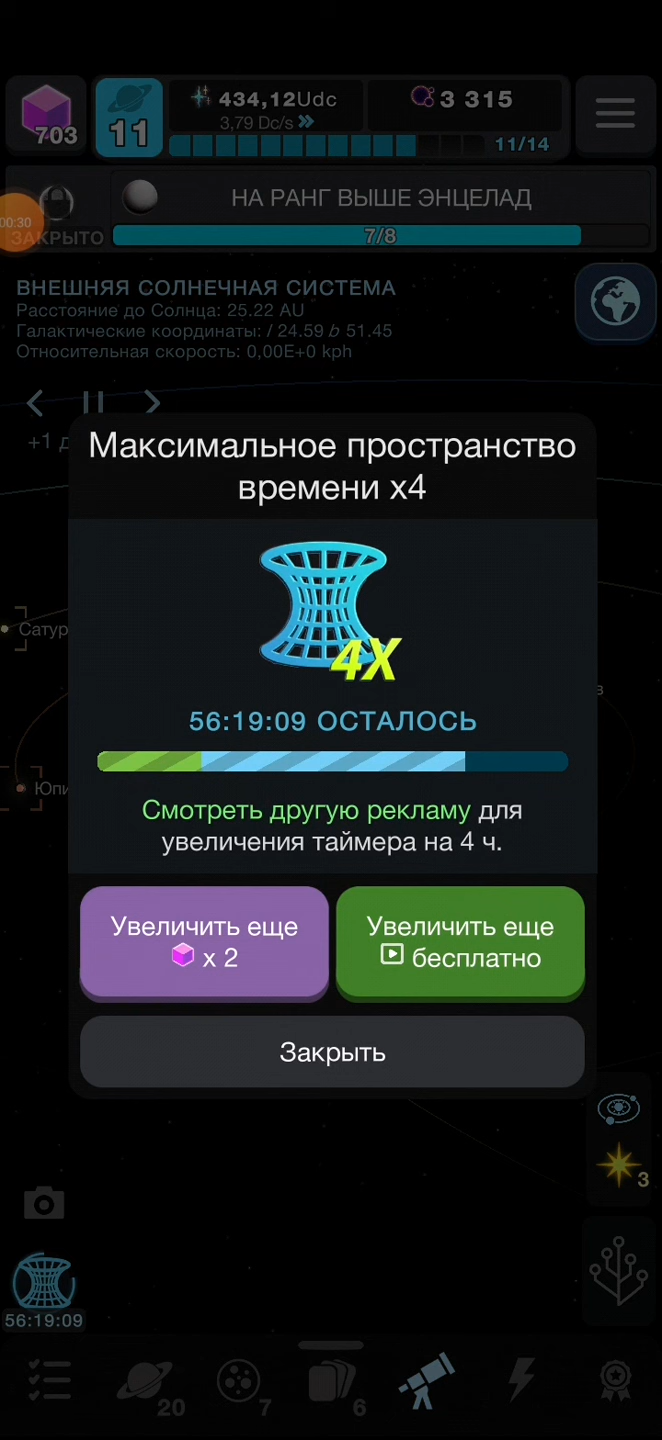 703
11
434,12Udc
3,79 Dc/s
3 315
11/14
00:30
ЗАКРЫТО
НА РАНГ ВЫШЕ ЭНЦЕЛАД
7/8
ВНЕШНЯЯ СОЛНЕЧНАЯ СИСТЕМА
Расстояние до Солнца: 25.22 AU
Галактические координаты: l 24.59 b 51.45
Относительная скорость: 0,00E+0 kph
+1 д
Максимальное пространство
времени x4
4X
Сатур
в
56:19:09 ОСТАЛОСЬ
Юпи
Смотреть другую рекламу для
увеличения таймера на 4 ч.
Увеличить еще
x 2
Увеличить еще
бесплатно
Закрыть
3
56:19:09
20
7
6